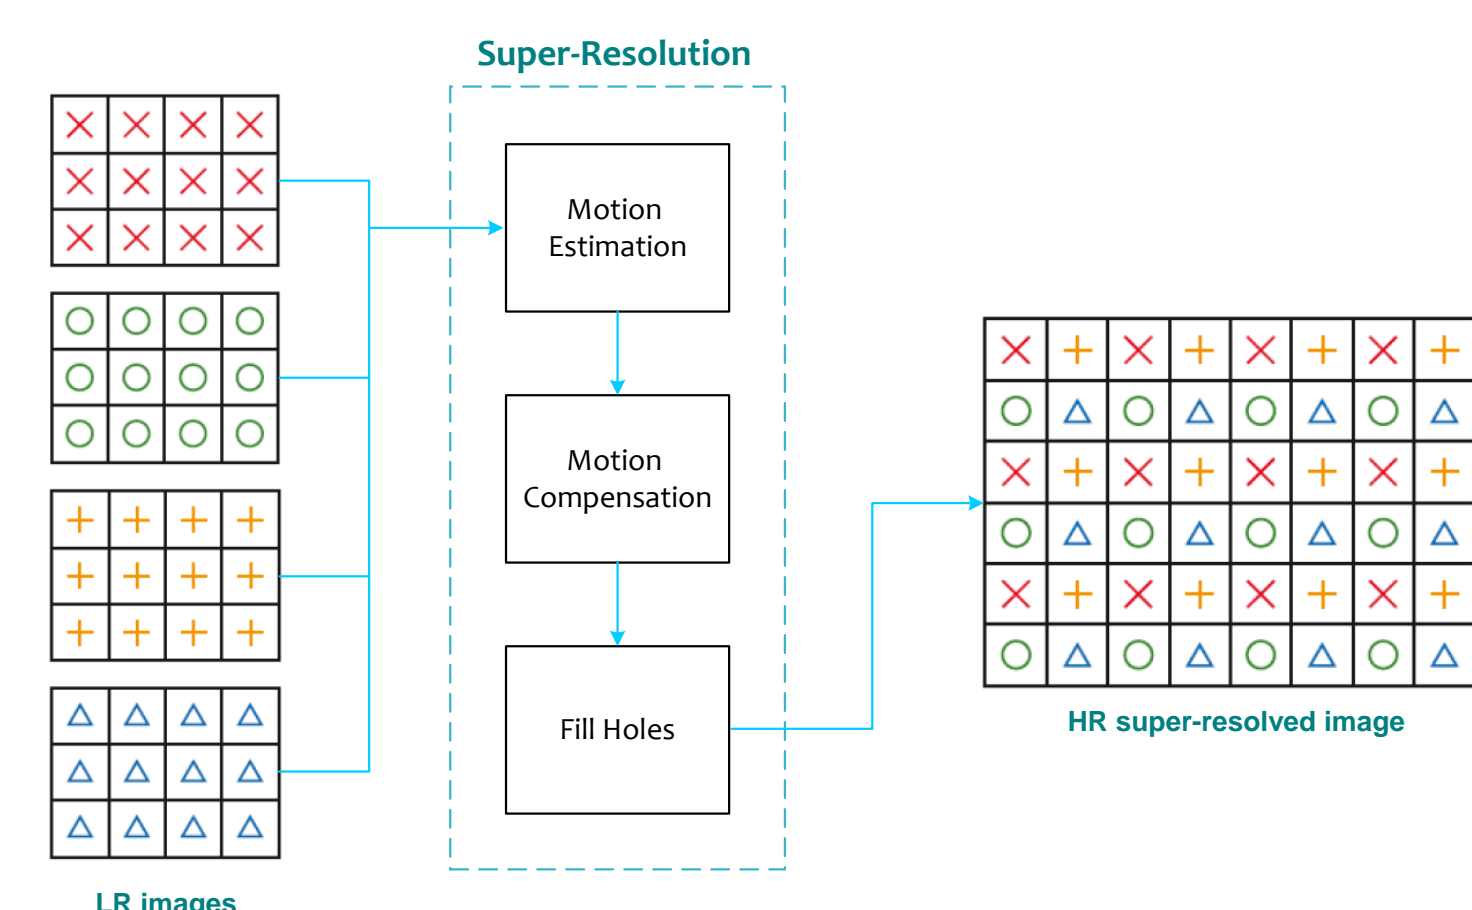 Super-Resolution
Motion
Estimation
Motion
Compensation
Fill Holes
HR super-resolved image
LR images